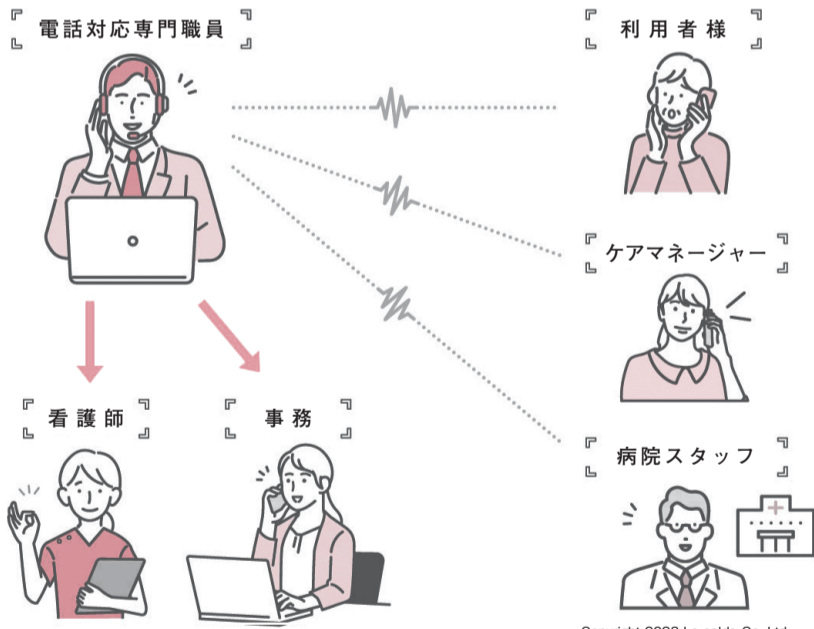 電話対応専門職員
利用者様
ケアマネージャー
看護師
事務
病院スタッフ